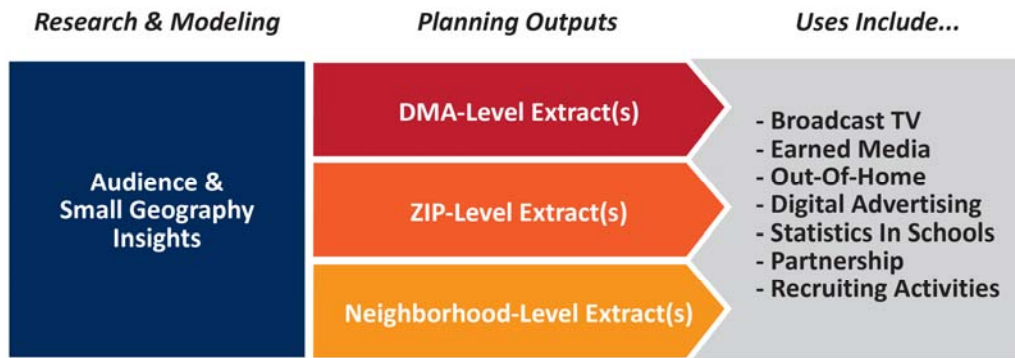 Research & Modeling
Planning Outputs
Uses Include...
Audience &
Small Geography
Insights
DMA-Level Extract(s)
ZIP-Level Extract(s)
Neighborhood-Level Extract(s)
- Broadcast TV
- Earned Media
- Out-Of-Home
- Digital Advertising
- Statistics In Schools
- Partnership
- Recruiting Activities